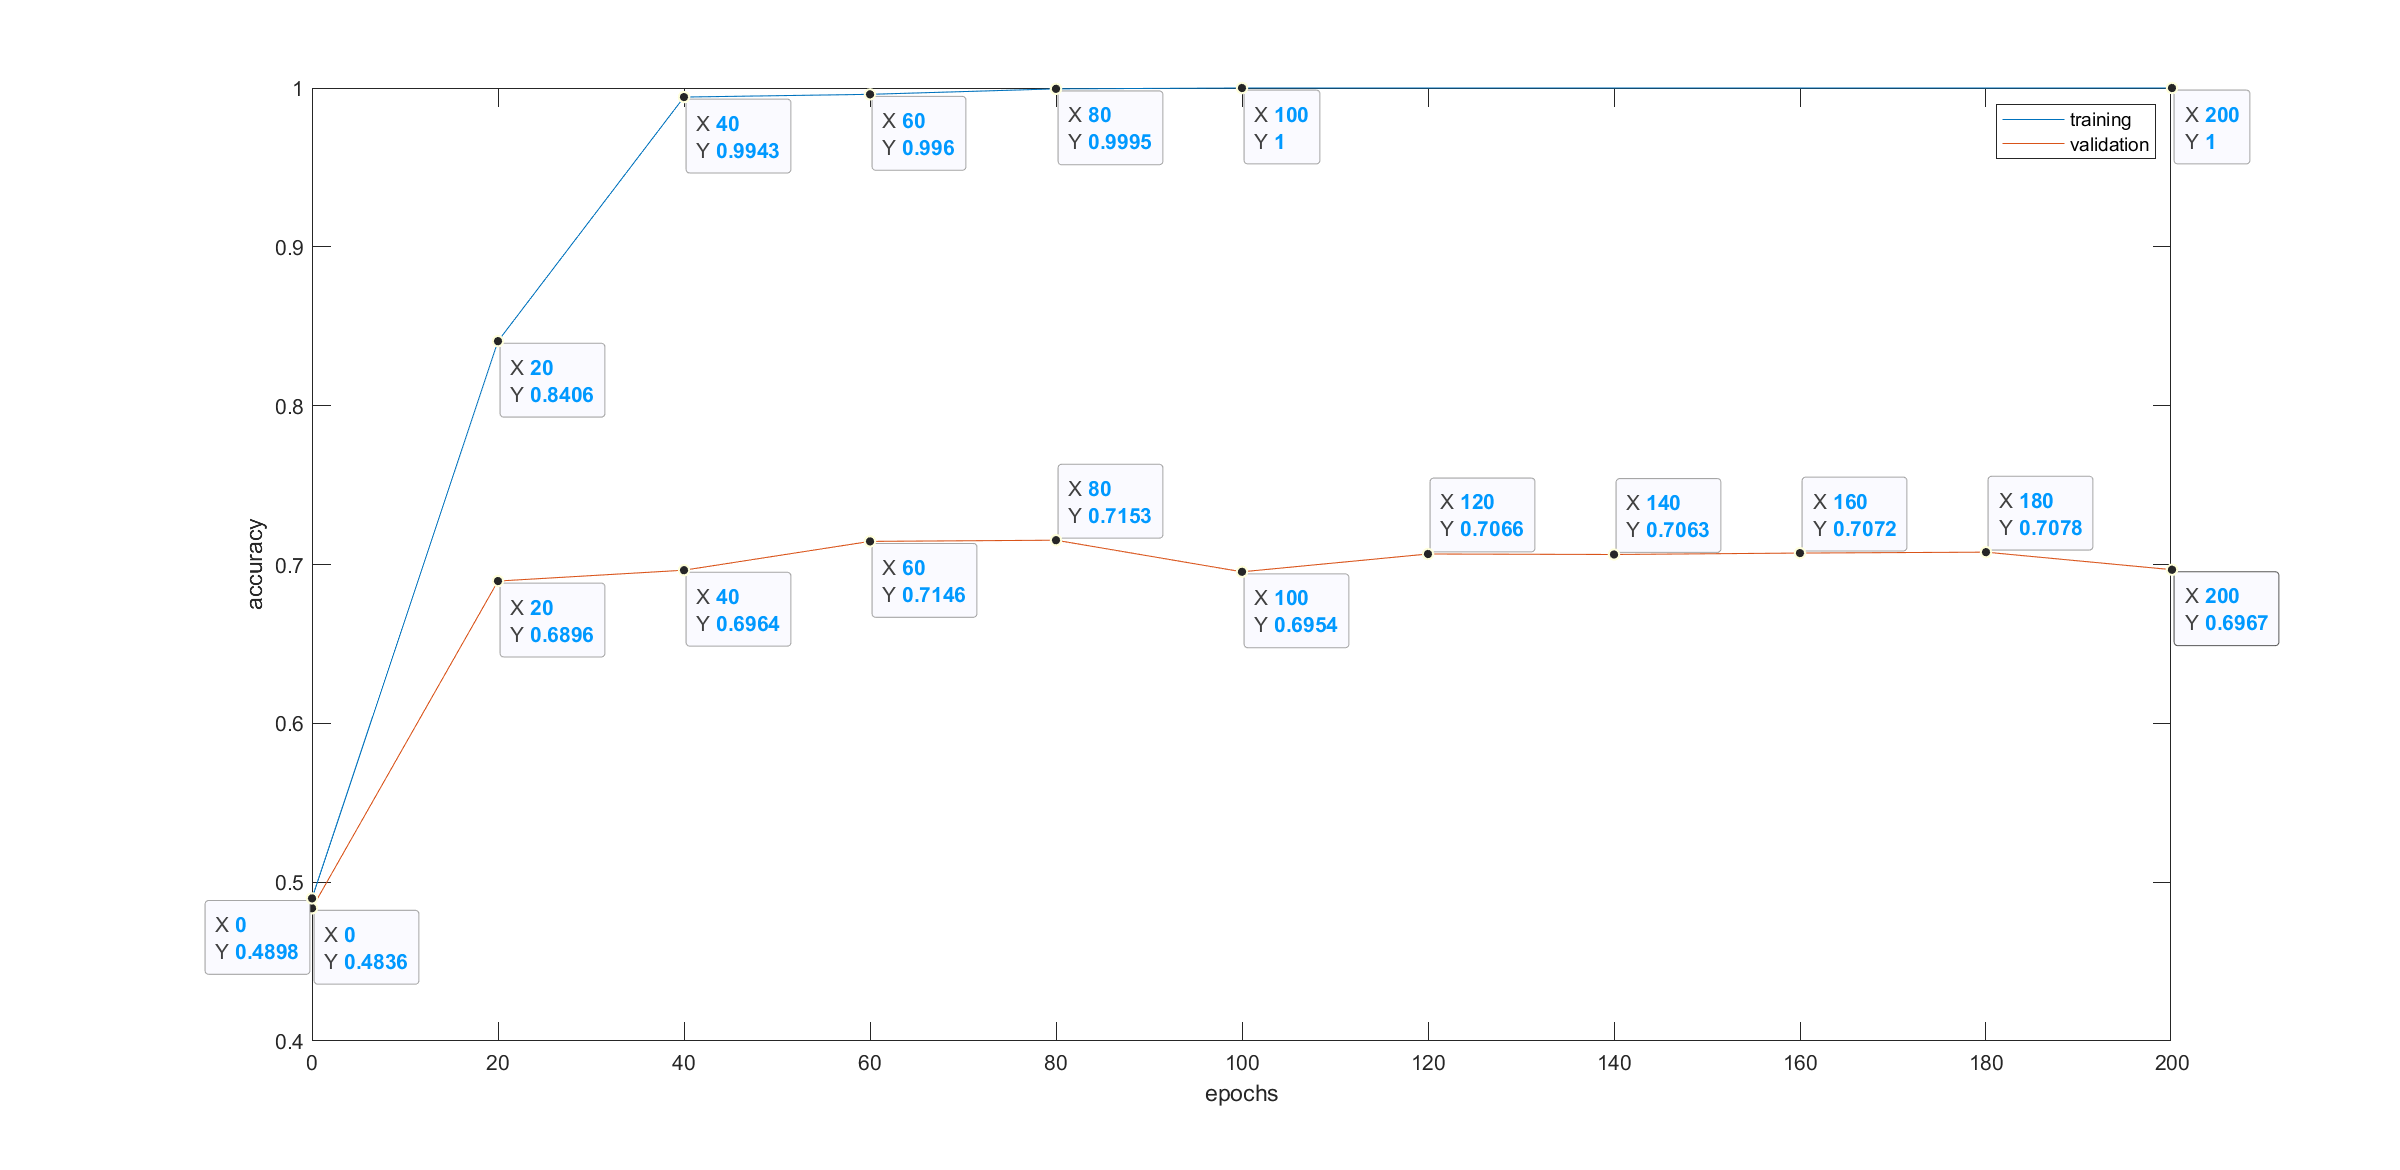 1
X 40
Y 0.9943
X 60
Y 0.996
X 80
Y 0.9995
X 100
Y 1
training
validation
X 200
Y 1
0.9
0.8
X 20
Y 0.8406
accuracy
0.7
X 20
Y 0.6896
X 40
Y 0.6964
X 60
Y 0.7146
X 80
Y 0.7153
X 100
Y 0.6954
X 120
Y 0.7066
X 140
Y 0.7063
X 160
Y 0.7072
X 180
Y 0.7078
X 200
Y 0.6967
0.6
0.5
X 0
Y 0.4898
X 0
Y 0.4836
0.4
0 20 40 60 80 100 120 140 160 180 200
epochs